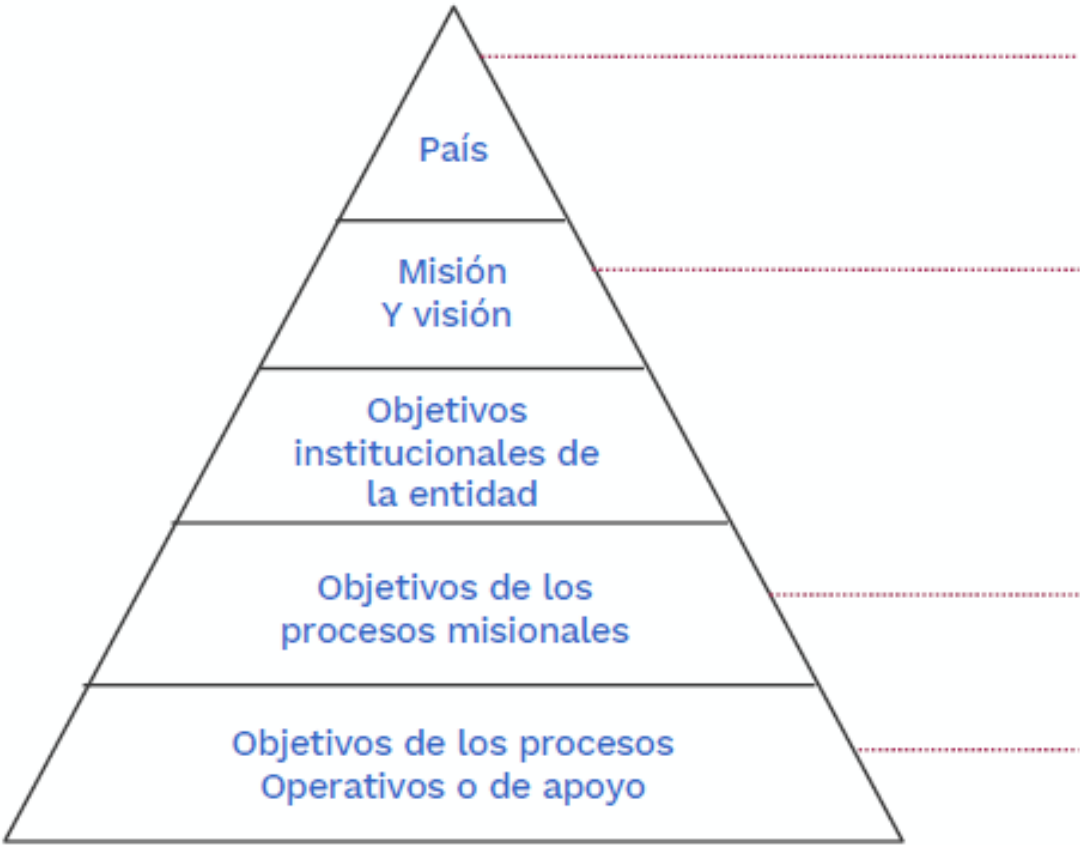 País
Misión
Y visión
Objetivos
institucionales de
la entidad
Objetivos de los
procesos misionales
Objetivos de los procesos
Operativos o de apoyo